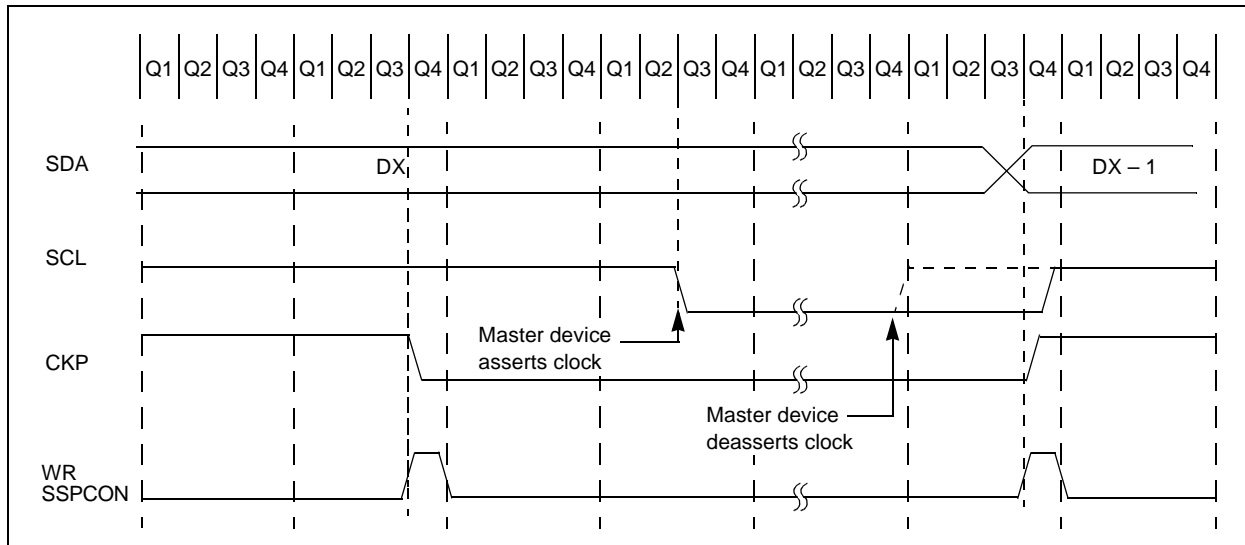 Q1 Q2 Q3 Q4 Q1 Q2 Q3 Q4 Q1 Q2 Q3 Q4 Q1 Q2 Q3 Q4 Q1 Q2 Q3 Q4 Q1 Q2 Q3 Q4 Q1 Q2 Q3 Q4
SDA
DX
DX – 1
SCL
Master device
asserts clock
CKP
Master device
deasserts clock
WR
SSPCON